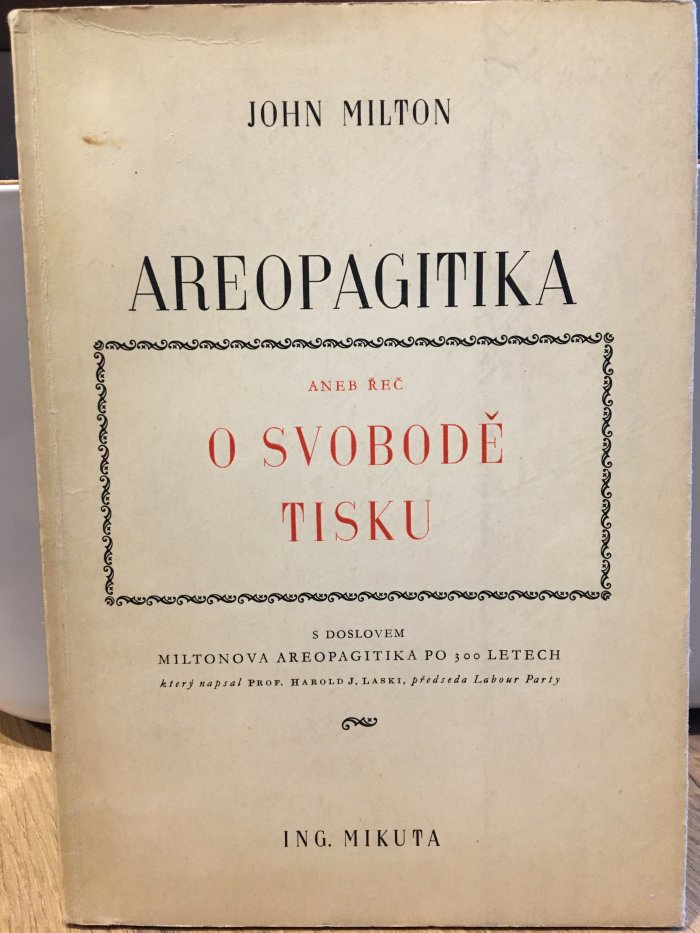 JOHN MILTON
AREOPAGITIKA
ANEB ŘEČ
O SVOBODĚ
TISKU
S DOSLOVEM
MILTONOVA AREOPAGITIKA PO 300 LETECH
který napsal PROF. HAROLD J. LASKI, předseda Labour Party
ING. MIKUTA